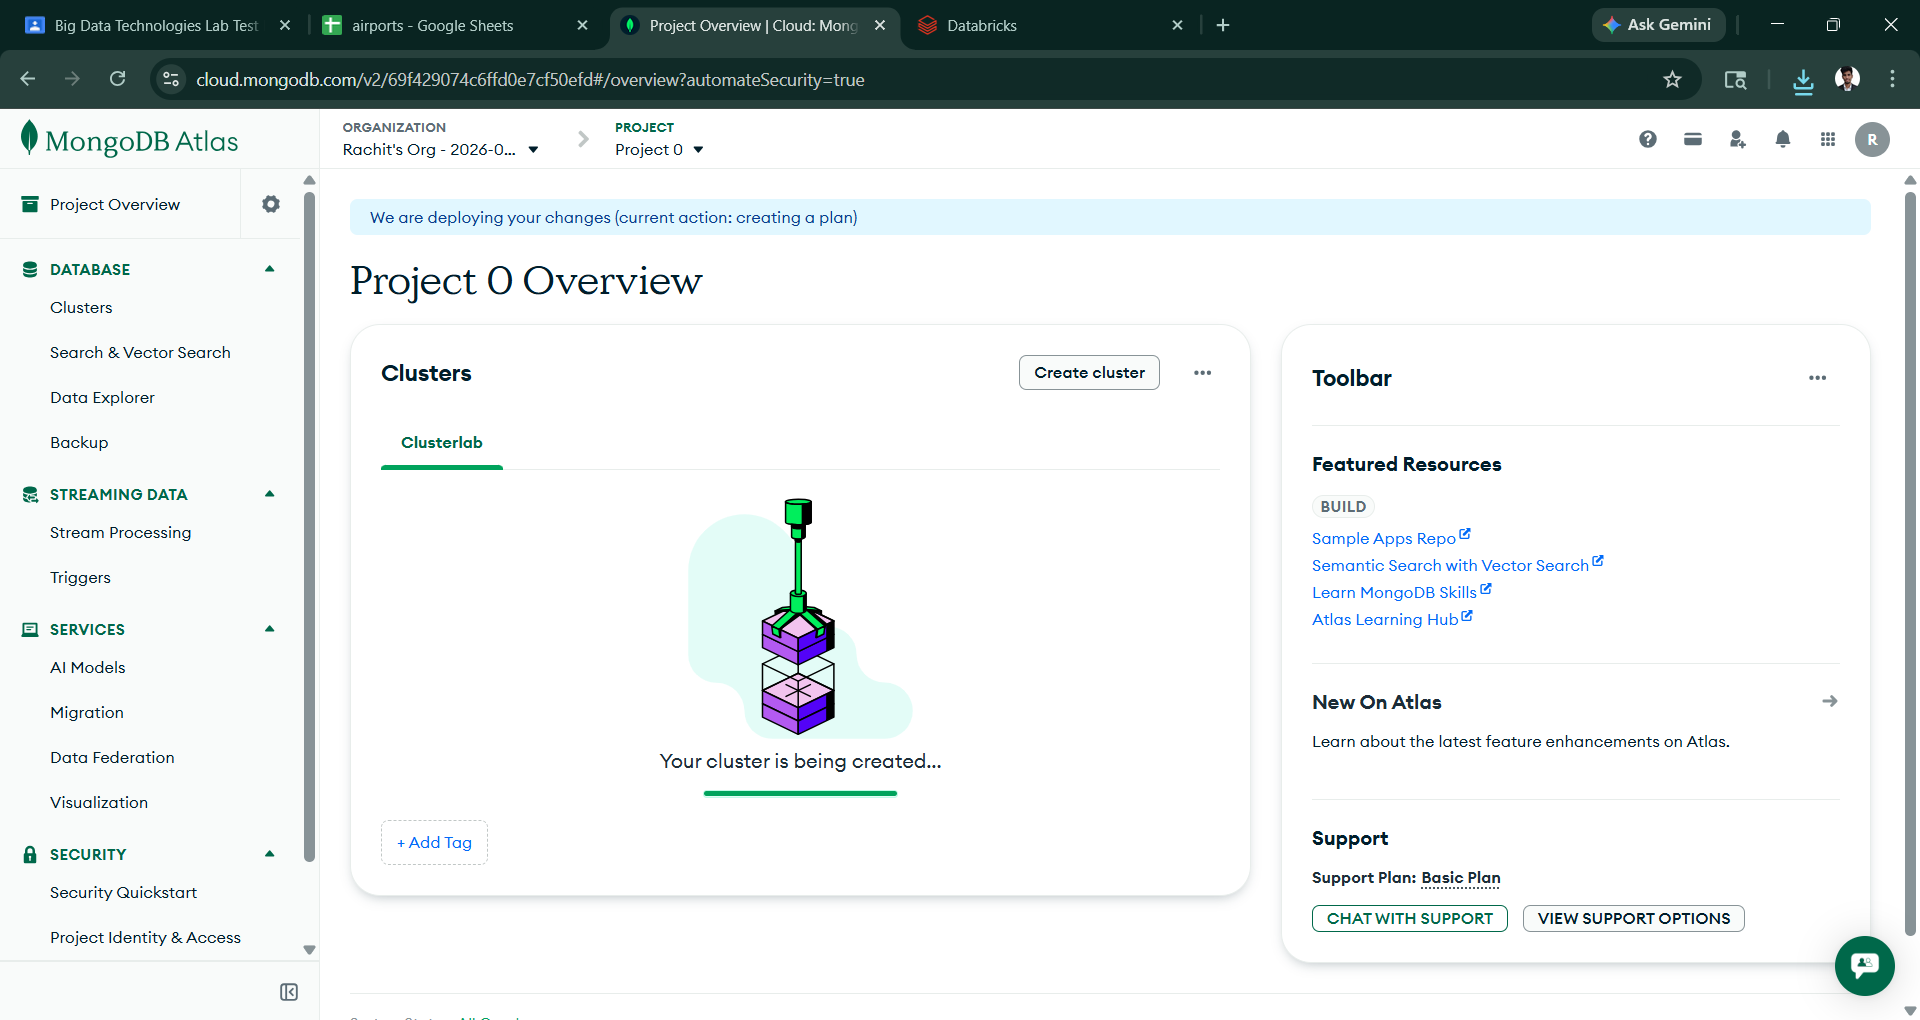 Big Data Technologies Lab Test
airports - Google Sheets
Project Overview | Cloud: Mong
Databricks
Ask Gemini
cloud.mongodb.com/v2/69f429074c6ffd0e7cf50efd#/overview?automateSecurity=true
MongoDB Atlas
ORGANIZATION
Rachit's Org - 2026-0...
PROJECT
Project 0
R
Project Overview
DATABASE
Clusters
Search & Vector Search
Data Explorer
Backup
STREAMING DATA
Stream Processing
Triggers
SERVICES
AI Models
Migration
Data Federation
Visualization
SECURITY
Security Quickstart
Project Identity & Access
We are deploying your changes (current action: creating a plan)
Project 0 Overview
Clusters
Create cluster
Clusterlab
Your cluster is being created...
+ Add Tag
Toolbar
Featured Resources
BUILD
Sample Apps Repo
Semantic Search with Vector Search
Learn MongoDB Skills
Atlas Learning Hub
New On Atlas
Learn about the latest feature enhancements on Atlas.
Support
Support Plan: Basic Plan
CHAT WITH SUPPORT
VIEW SUPPORT OPTIONS